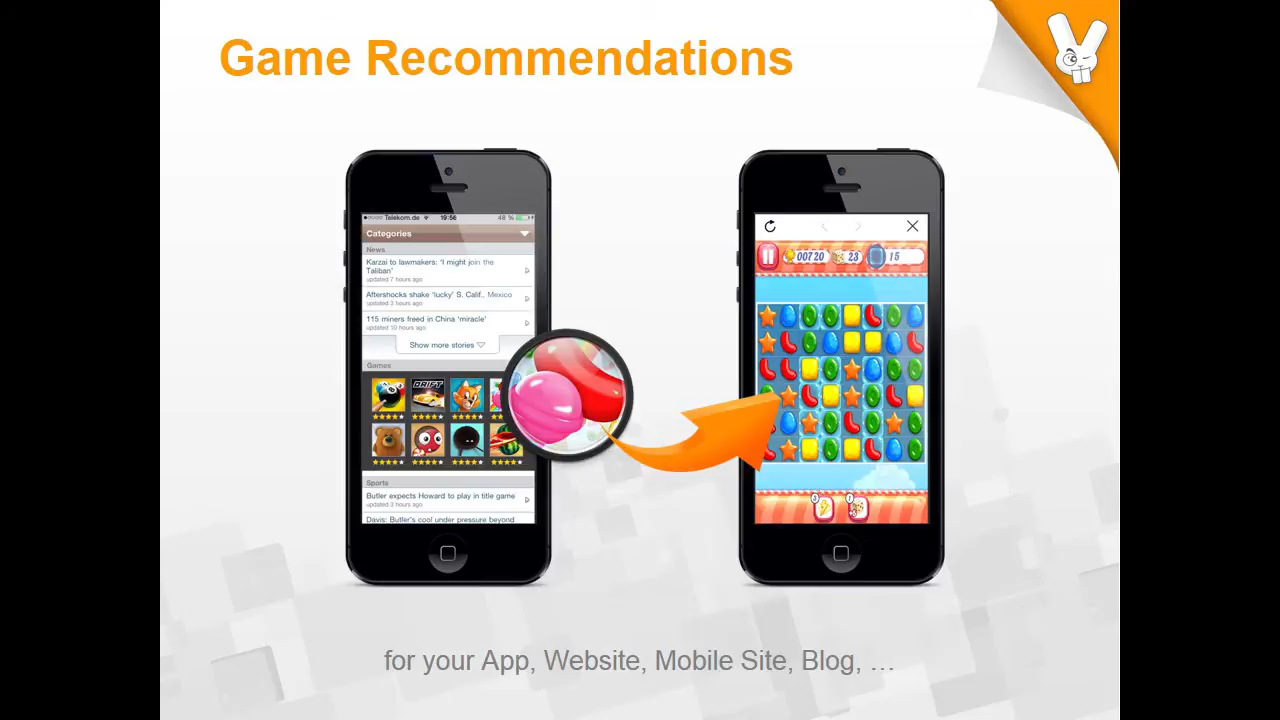 Game Recommendations
Telekom.de 19:56 48 %
Categories
News
Karzai to lawmakers: 'I might join the
Taliban'
updated 7 hours ago
Aftershocks shake 'lucky' S. Calif., Mexico
updated 3 hours ago
115 miners freed in China 'miracle'
updated 10 hours ago
Show more stories
Games
DRIFT
Sports
Butler expects Howard to play in title game
updated 3 hours ago
Davis: Butler's cool under pressure beyond
00720 23 15
3 1
for your App, Website, Mobile Site, Blog, …